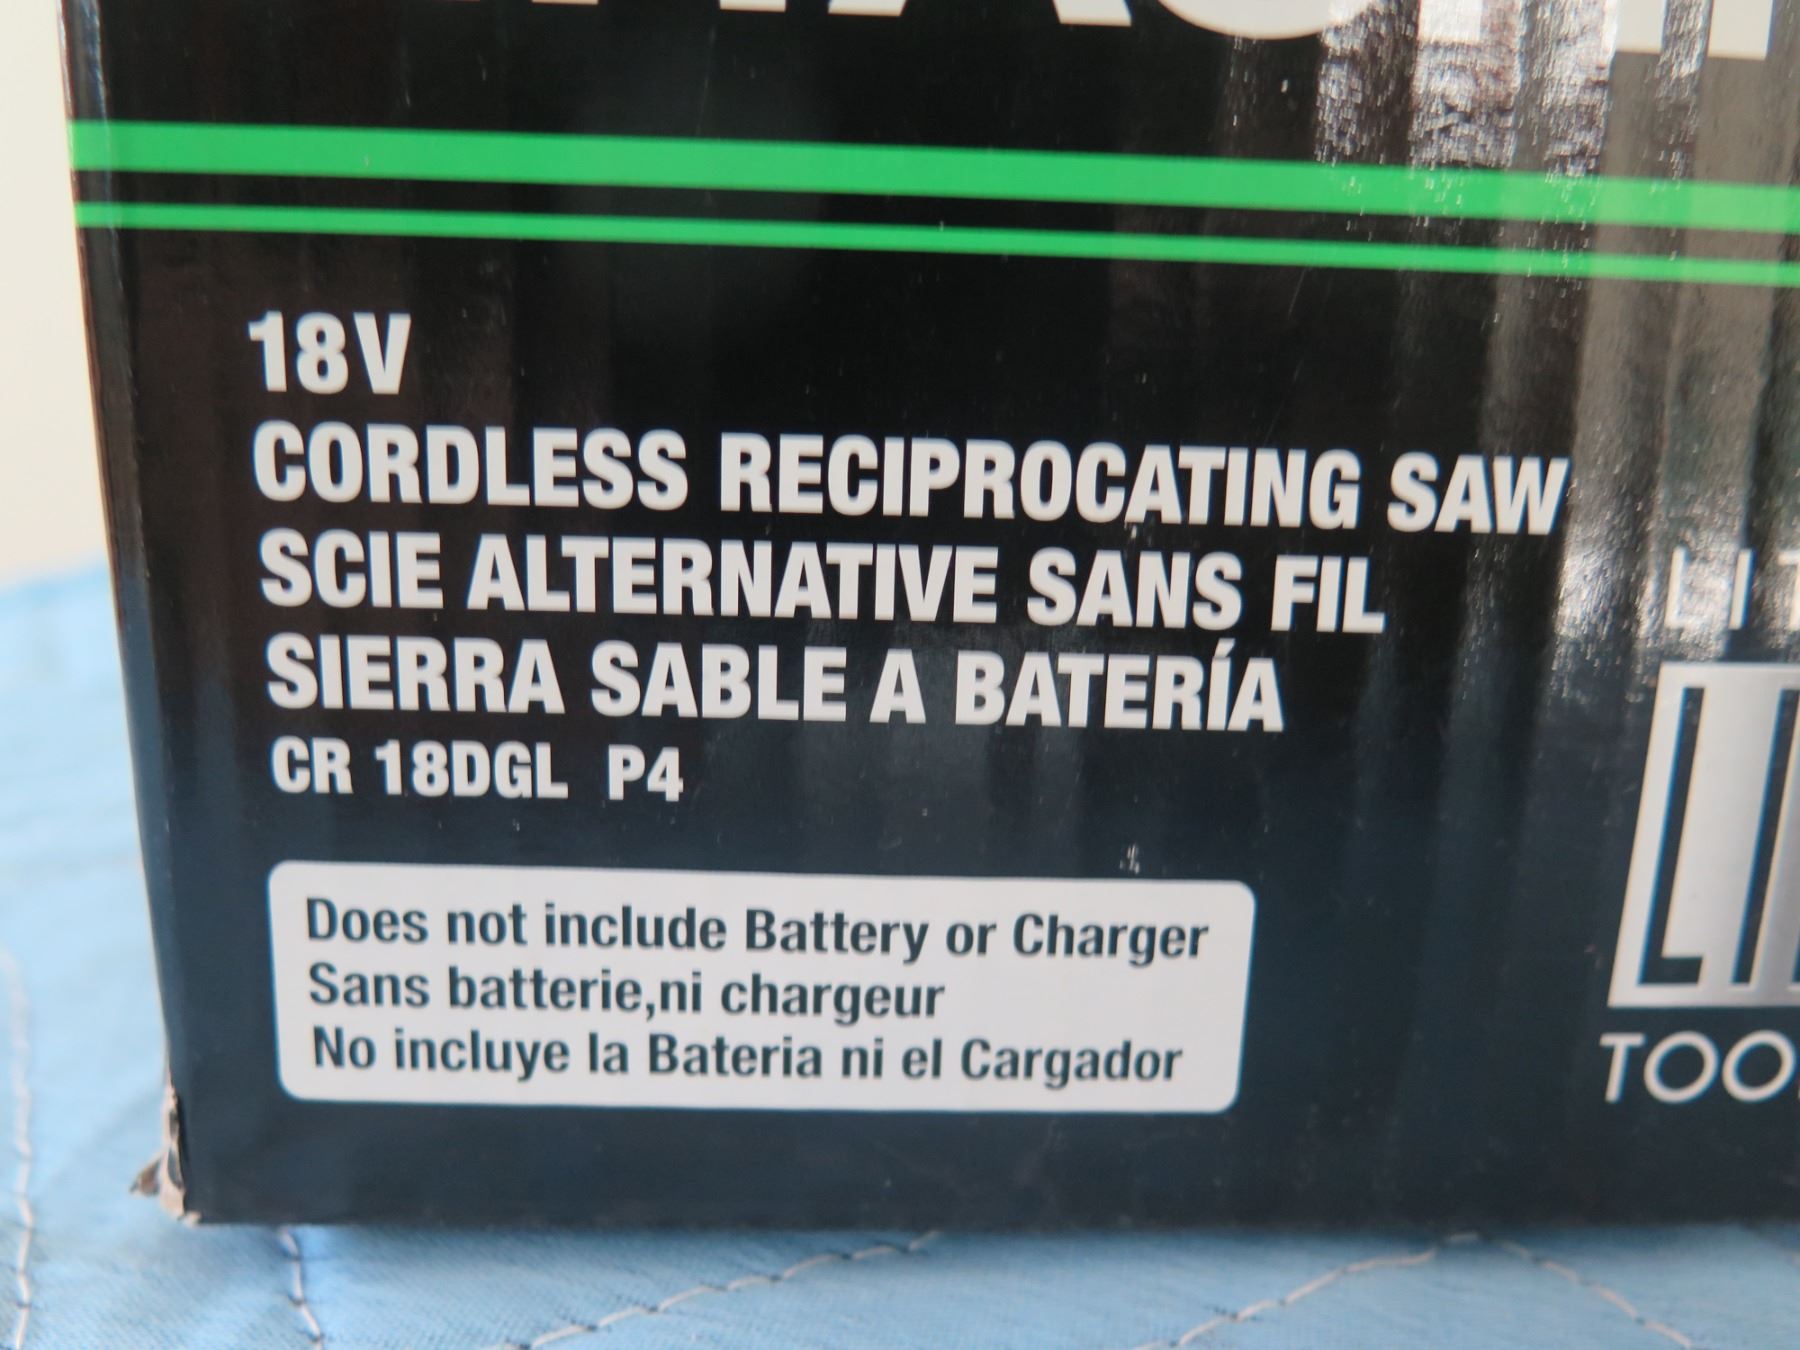 18V
CORDLESS RECIPROCATING SAW
SCIE ALTERNATIVE SANS FIL
SIERRA SABLE A BATERÍA
CR 18DGL P4
Does not include Battery or Charger
Sans batterie,ni chargeur
No incluye la Bateria ni el Cargador